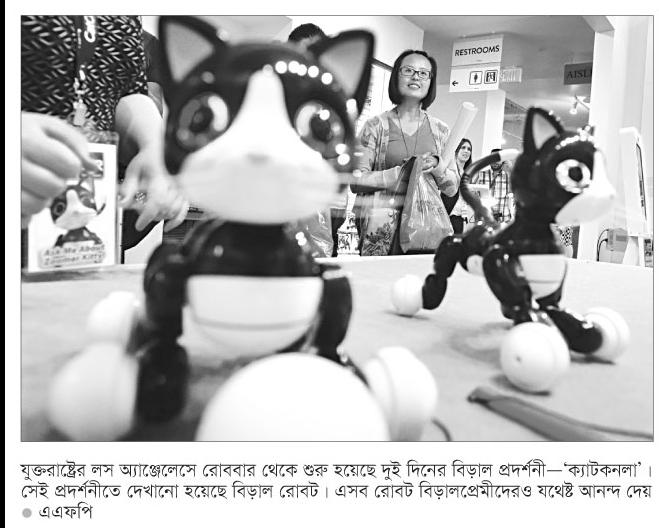 RESTROOMS
AISLE
Ask Me About
Zoomer Kitty!
যুক্তরাষ্ট্রের লস অ্যাঞ্জেলেসে রোববার থেকে শুরু হয়েছে দুই দিনের বিড়াল প্রদর্শনী—‘ক্যাটকনলা’।
সেই প্রদর্শনীতে দেখানো হয়েছে বিড়াল রোবট। এসব রোবট বিড়ালপ্রেমীদেরও যথেষ্ট আনন্দ দেয়
● এএফপি